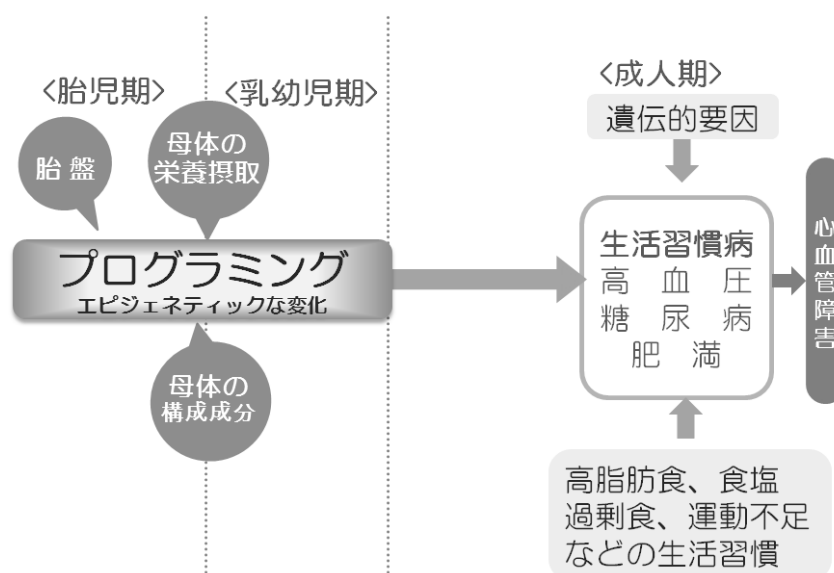 <胎児期>
<乳幼児期>
<成人期>
遺伝的要因
胎 盤
母体の
栄養摂取
プログラミング
エピジェネティックな変化
母体の
構成成分
生活習慣病
高 血 圧
糖 尿 病
肥 満
心血管障害
高脂肪食、食塩
過剰食、運動不足
などの生活習慣